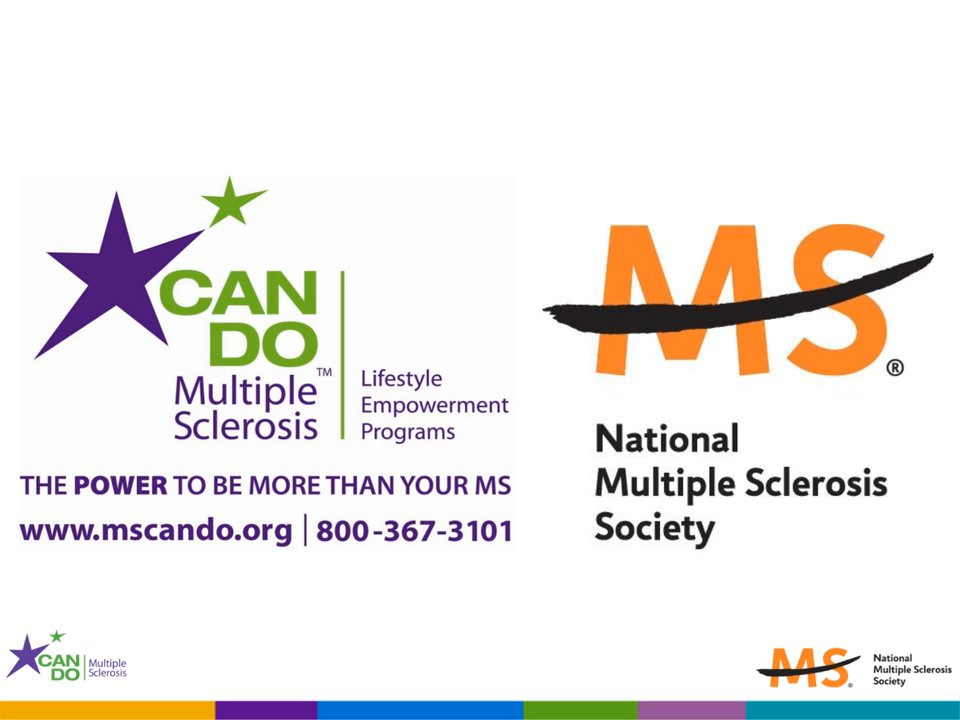 CAN
DO
Multiple™
Sclerosis
Lifestyle
Empowerment
Programs
THE POWER TO BE MORE THAN YOUR MS
www.mscando.org | 800-367-3101
MS®
National
Multiple Sclerosis
Society
CAN
DO
Multiple
Sclerosis
MS®
National
Multiple Sclerosis
Society